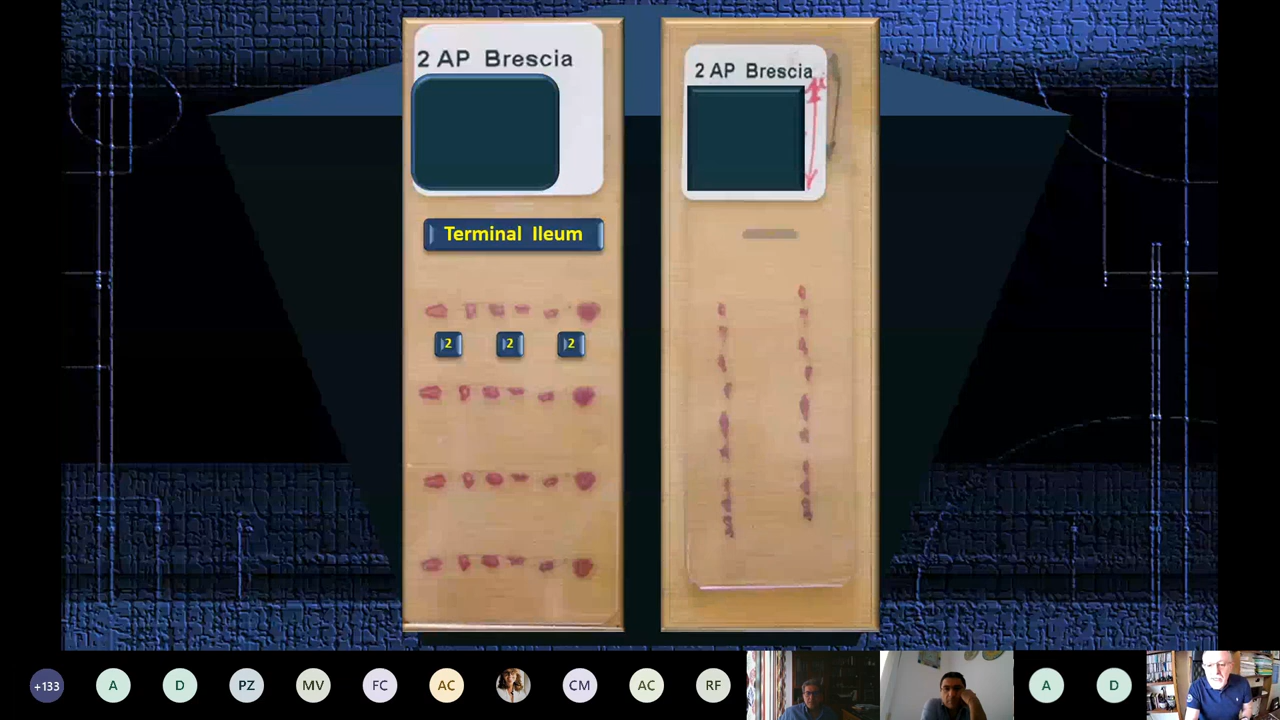 2 AP Brescia
2 AP Brescia
Terminal Ileum
2 2 2
+133 A D PZ MV FC AC CM AC RF A D